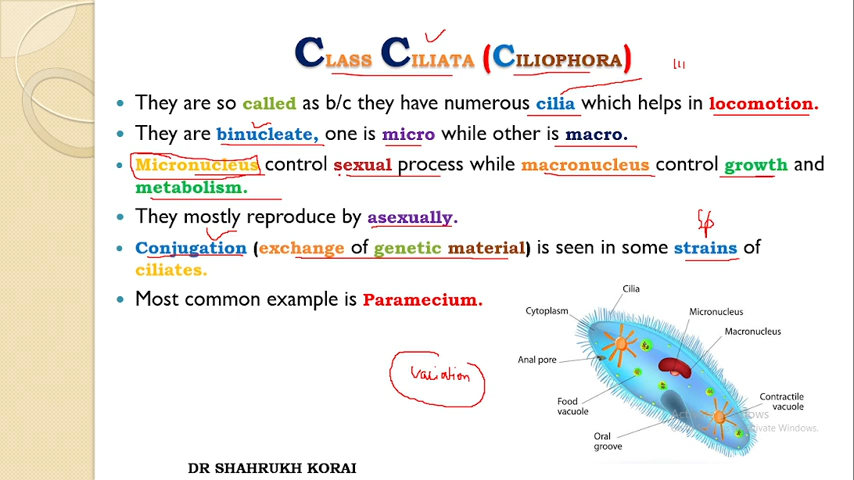 CLASS CILIATA (CILIOPHORA)
They are so called as b/c they have numerous cilia which helps in locomotion.
They are binucleate, one is micro while other is macro.
Micronucleus control sexual process while macronucleus control growth and
metabolism.
They mostly reproduce by asexually.
Conjugation (exchange of genetic material) is seen in some strains of
ciliates.
Most common example is Paramecium.
Sp
Variation
Cilia
Cytoplasm
Micronucleus
Macronucleus
Anal pore
Food
vacuole
Contractile
vacuole
Oral
groove
DR SHAHRUKH KORAI